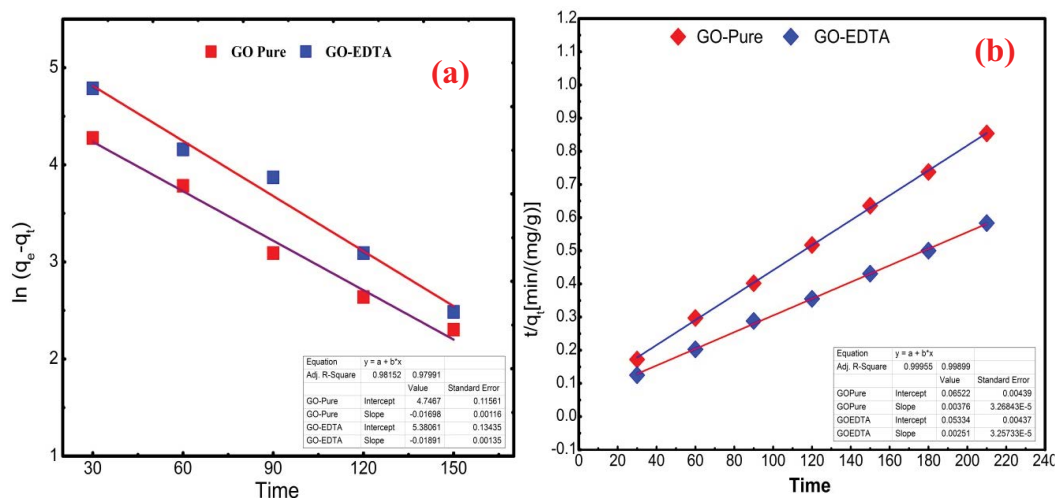 GO Pure GO-EDTA
(a)
5
4
3
2
1
ln (qe-qt)
30 60 90 120 150
Time
Equation y = a + b*x
Adj. R-Square 0.98152 0.97991
Value Standard Error
GO-Pure Intercept 4.7467 0.11561
GO-Pure Slope -0.01698 0.00116
GO-EDTA Intercept 5.38061 0.13435
GO-EDTA Slope -0.01891 0.00135
GO-Pure GO-EDTA
(b)
1.2
1.1
1.0
0.9
0.8
0.7
0.6
0.5
0.4
0.3
0.2
0.1
0.0
-0.1
t/qt[min/(mg/g)]
0 20 40 60 80 100 120 140 160 180 200 220 240
Time
Equation y = a + b*x
Adj. R-Square 0.99955 0.99899
Value Standard Error
GOPure Intercept 0.06522 0.00439
GOPure Slope 0.00376 3.26843E-5
GOEDTA Intercept 0.05334 0.00437
GOEDTA Slope 0.00251 3.25733E-5